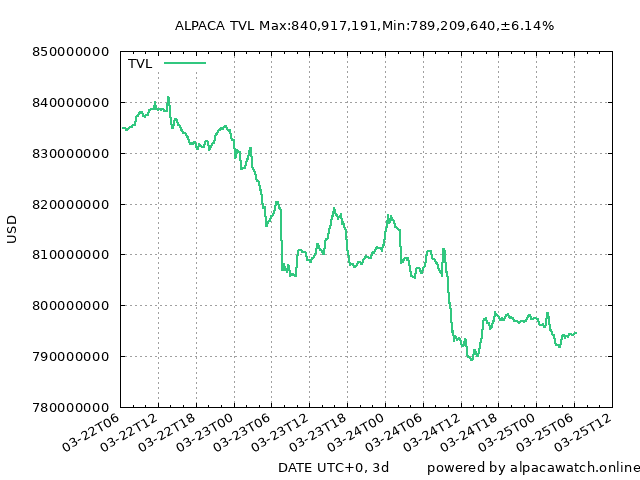 ALPACA TVL Max:840,917,191,Min:789,209,640,±6.14%
850000000
TVL
840000000
830000000
820000000
810000000
800000000
790000000
780000000
USD
03-22T06
03-22T12
03-22T18
03-23T00
03-23T06
03-23T12
03-23T18
03-24T00
03-24T06
03-24T12
03-24T18
03-25T00
03-25T06
03-25T12
DATE UTC+0, 3d
powered by alpacawatch.online